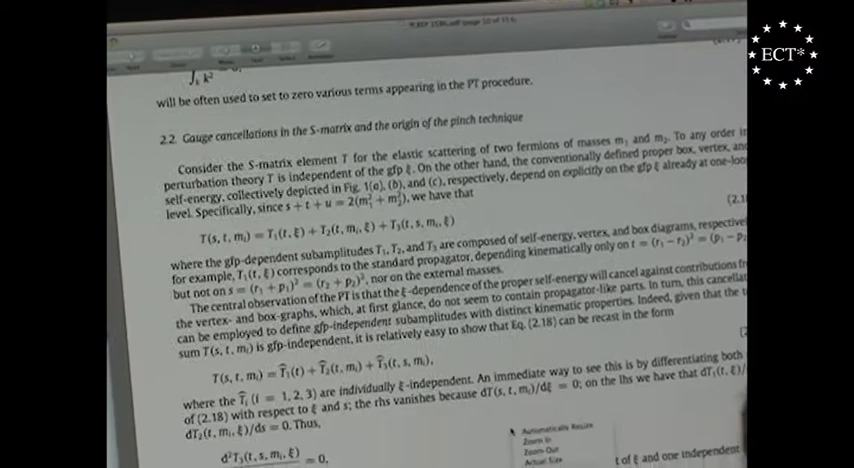 ECT*
∫k k²
will be often used to set to zero various terms appearing in the PT procedure.
2.2. Gauge cancellations in the S-matrix and the origin of the pinch technique
Consider the S-matrix element T for the elastic scattering of two fermions of masses m₁ and m₂. To any order in
perturbation theory T is independent of the gfp ξ. On the other hand, the conventionally defined proper box, vertex, and
self-energy, collectively depicted in Fig. 1(a), (b), and (c), respectively, depend on explicitly on the gfp ξ already at one-loo
level. Specifically, since s + t + u = 2(m₁² + m₂²), we have that
T(s, t, mᵢ) = T₁(t, ξ) + T₂(t, mᵢ, ξ) + T₃(t, s, mᵢ, ξ)
(2.18
where the gfp-dependent subamplitudes T₁, T₂, and T₃ are composed of self-energy, vertex, and box diagrams, respectivel
for example, T₁(t, ξ) corresponds to the standard propagator, depending kinematically only on t = (r₁ − r₂)² = (p₁ − p₂
but not on s = (r₁ + p₁)² = (r₂ + p₂)², nor on the external masses.
The central observation of the PT is that the ξ-dependence of the proper self-energy will cancel against contributions fr
the vertex- and box-graphs, which, at first glance, do not seem to contain propagator-like parts. In turn, this cancellat
can be employed to define gfp-independent subamplitudes with distinct kinematic properties. Indeed, given that the t
sum T(s, t, mᵢ) is gfp-independent, it is relatively easy to show that Eq. (2.18) can be recast in the form
T(s, t, mᵢ) = T̂₁(t) + T̂₂(t, mᵢ) + T̂₃(t, s, mᵢ),
(2
where the T̂ᵢ (i = 1, 2, 3) are individually ξ-independent. An immediate way to see this is by differentiating both
of (2.18) with respect to ξ and s; the rhs vanishes because dT(s, t, mᵢ)/dξ = 0; on the lhs we have that dT₁(t, ξ)/
dT₂(t, mᵢ, ξ)/ds = 0. Thus,
d²T₃(t, s, mᵢ, ξ) = 0,
t of ξ and one independent
Automatically Resize
Zoom In
Zoom Out
Actual Size